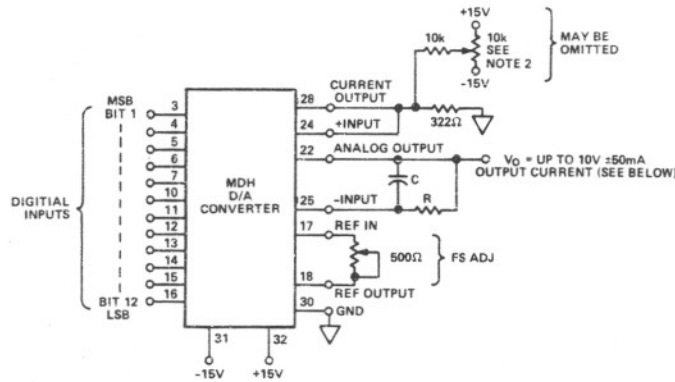 +15V
10k
10k
SEE
NOTE 2
-15V
MAY BE
OMITTED
CURRENT
OUTPUT
28
+INPUT
24
322Ω
ANALOG OUTPUT
22
C
R
V₀ = UP TO 10V ±50mA
OUTPUT CURRENT (SEE BELOW)
-INPUT
25
REF IN
17
500Ω
FS ADJ
18
REF OUTPUT
30
GND
MSB
BIT 1
3
4
5
6
7
10
11
12
13
14
15
16
BIT 12
LSB
DIGITIAL
INPUTS
MDH
D/A
CONVERTER
31
32
-15V
+15V